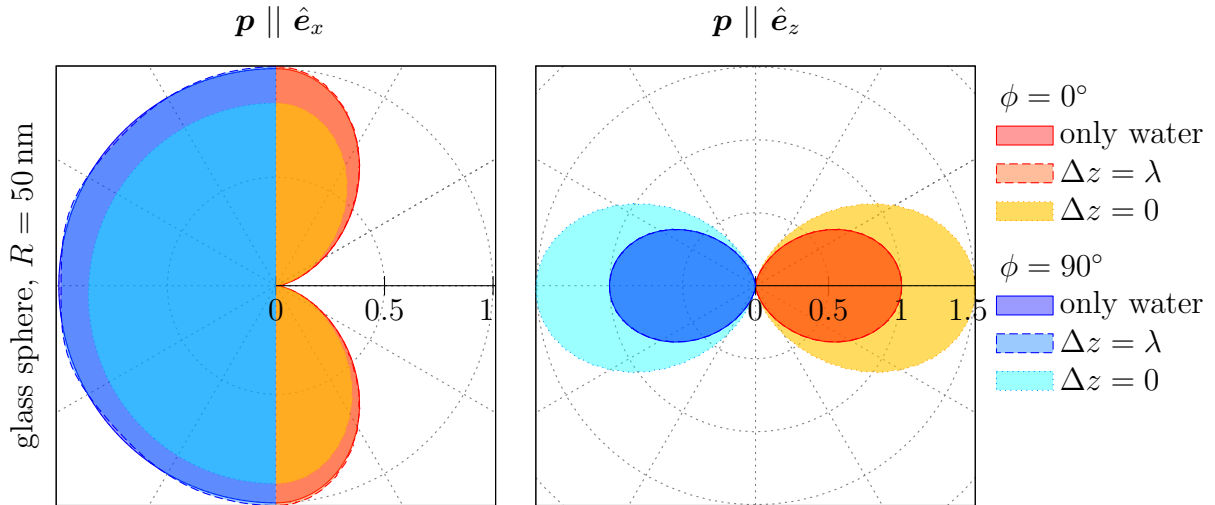 p || ê_x
p || ê_z
glass sphere, R = 50 nm
0 0.5 1
0 0.5 1 1.5
ϕ = 0°
only water
Δz = λ
Δz = 0
ϕ = 90°
only water
Δz = λ
Δz = 0